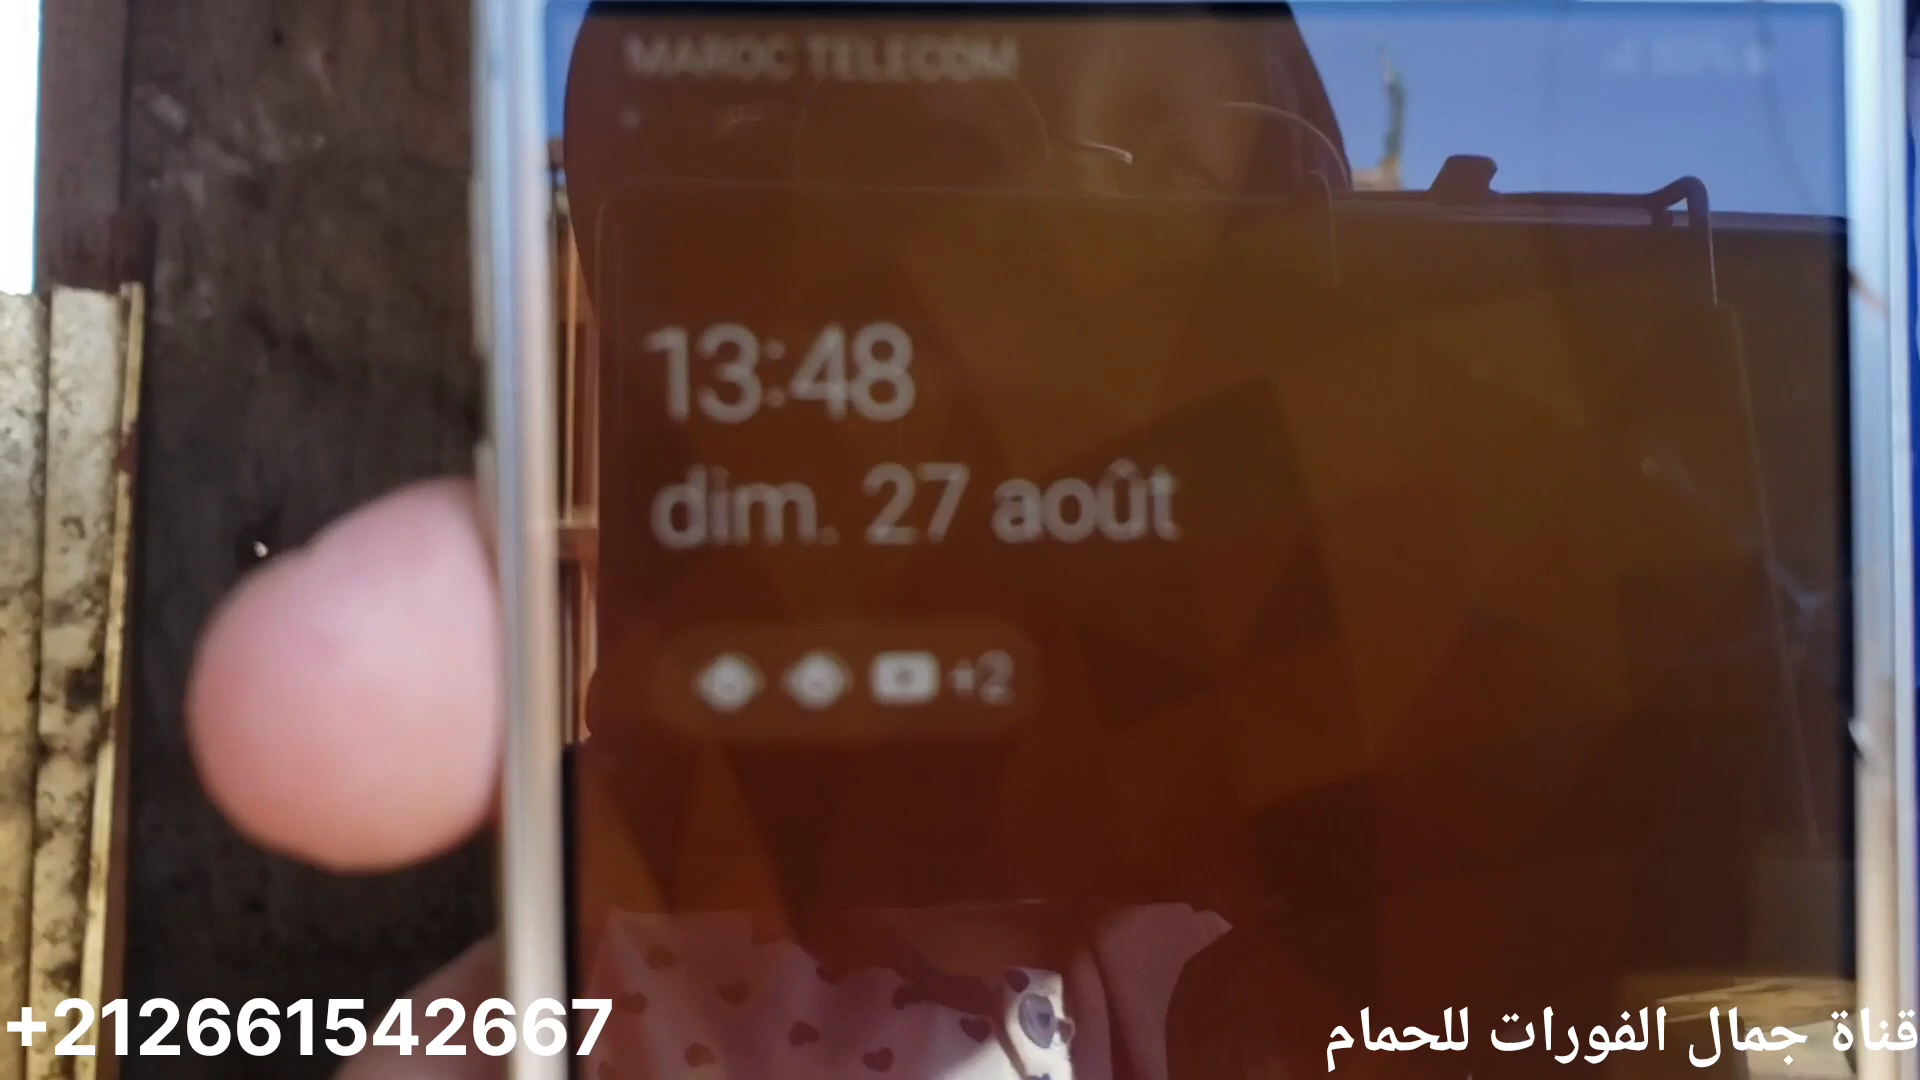 MAROC TELECOM
13:48
dim. 27 août
+2
+212661542667
قناة جمال الفورات للحمام